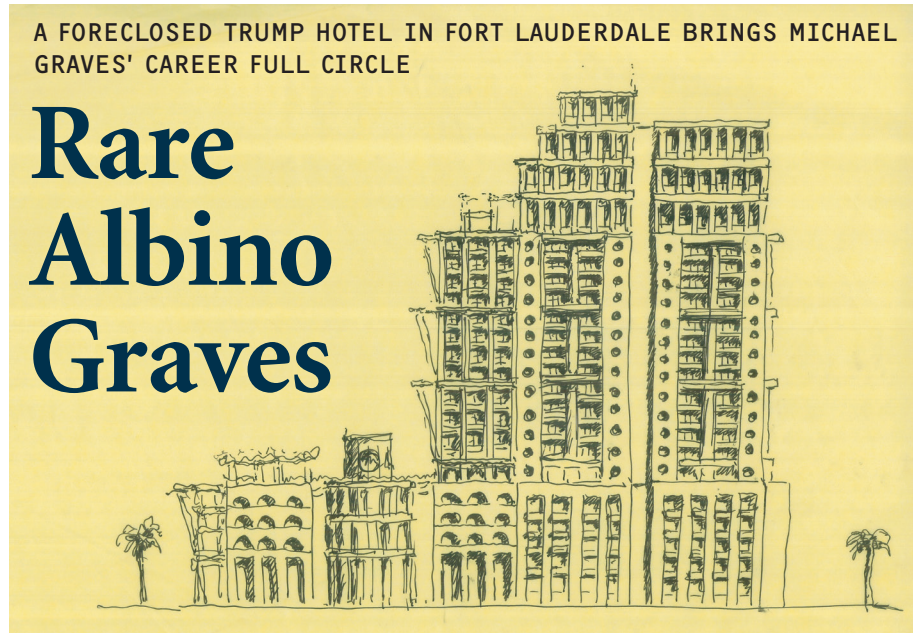 A FORECLOSED TRUMP HOTEL IN FORT LAUDERDALE BRINGS MICHAEL
GRAVES' CAREER FULL CIRCLE
Rare
Albino
Graves